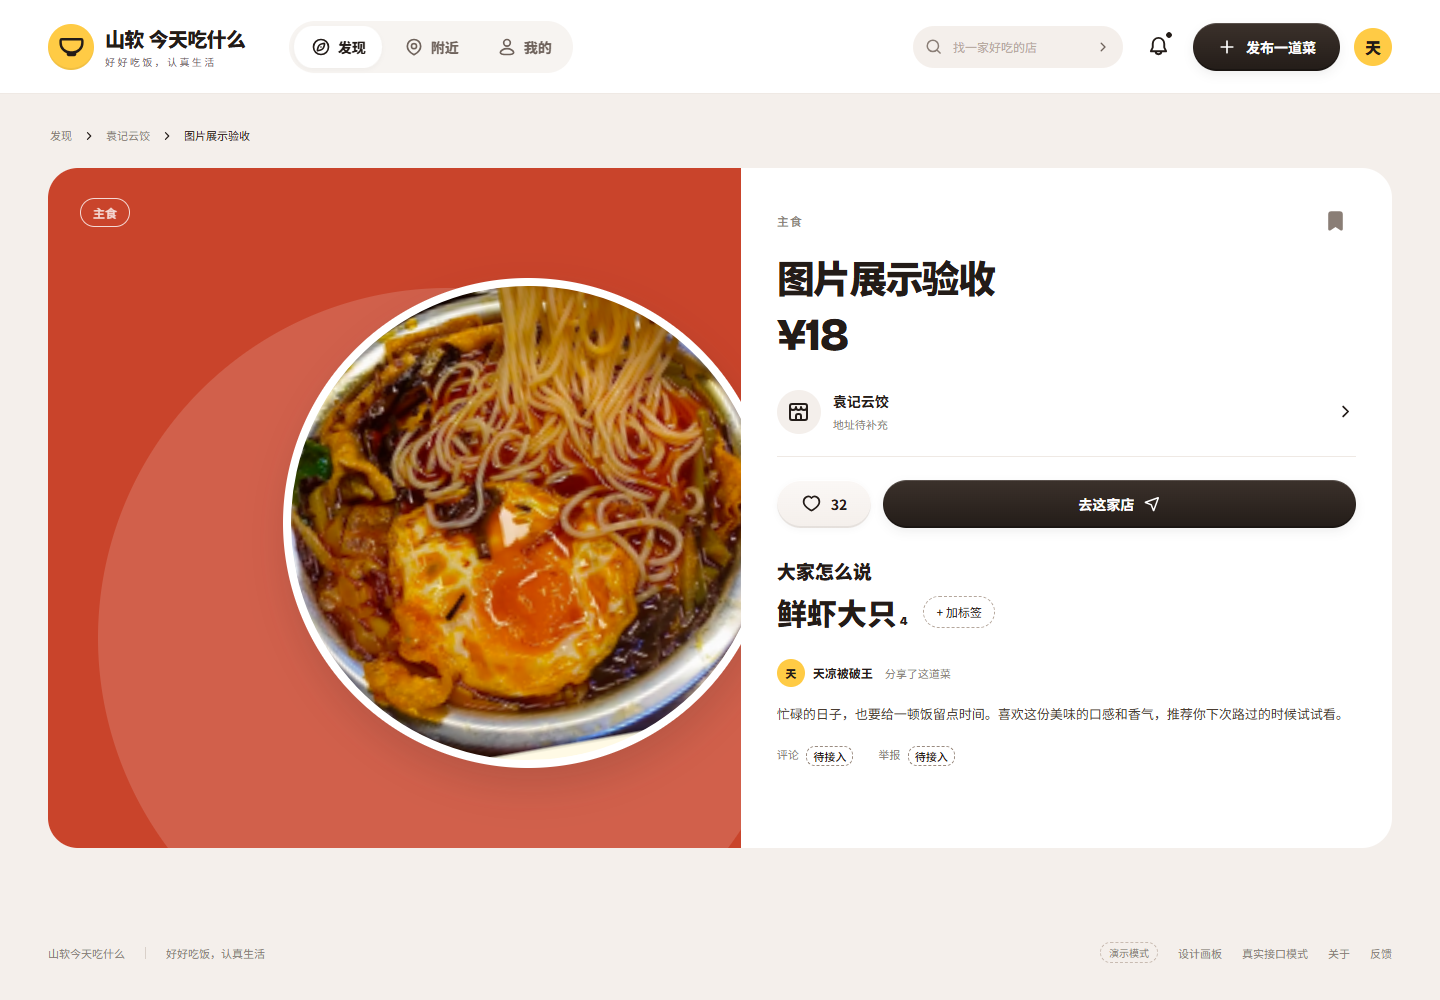 山软 今天吃什么
好好吃饭，认真生活
发现
附近
我的
找一家好吃的店
发布一道菜
天
发现
袁记云饺
图片展示验收
主食
主食
图片展示验收
¥18
袁记云饺
地址待补充
32
去这家店
大家怎么说
鲜虾大只 4
+ 加标签
天
天凉被破王
分享了这道菜
忙碌的日子，也要给一顿饭留点时间。喜欢这份美味的口感和香气，推荐你下次路过的时候试试看。
评论
待接入
举报
待接入
山软今天吃什么
好好吃饭，认真生活
演示模式
设计画板
真实接口模式
关于
反馈